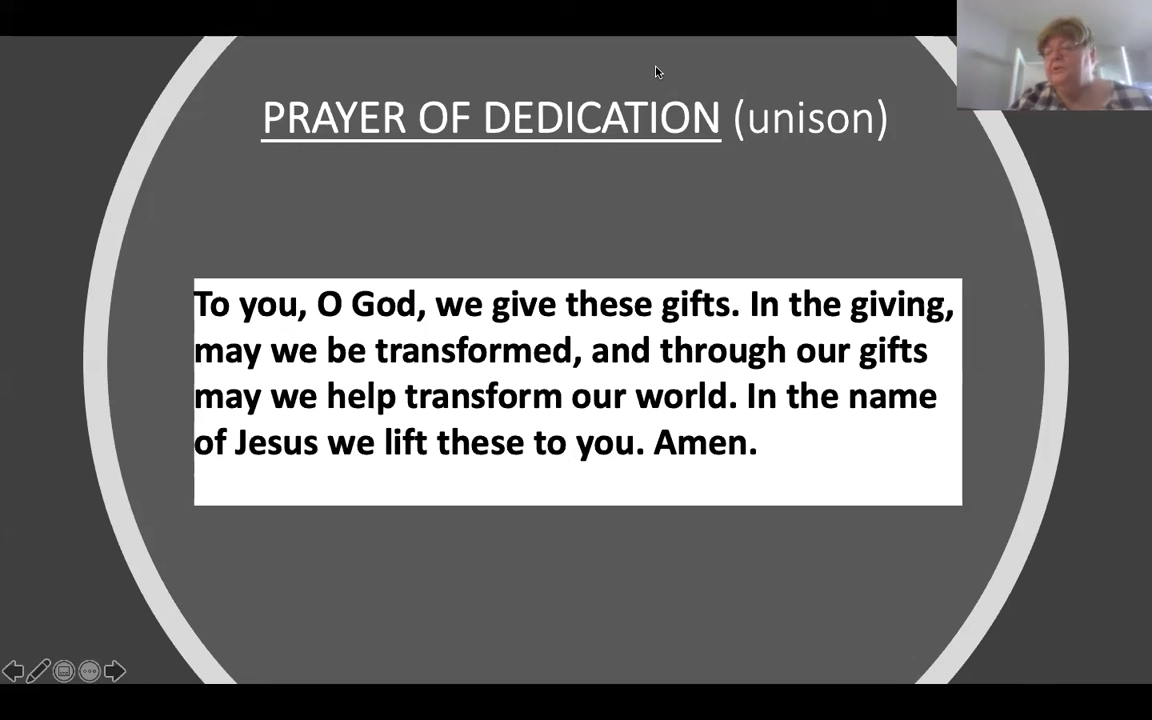 PRAYER OF DEDICATION (unison)
To you, O God, we give these gifts. In the giving,
may we be transformed, and through our gifts
may we help transform our world. In the name
of Jesus we lift these to you. Amen.